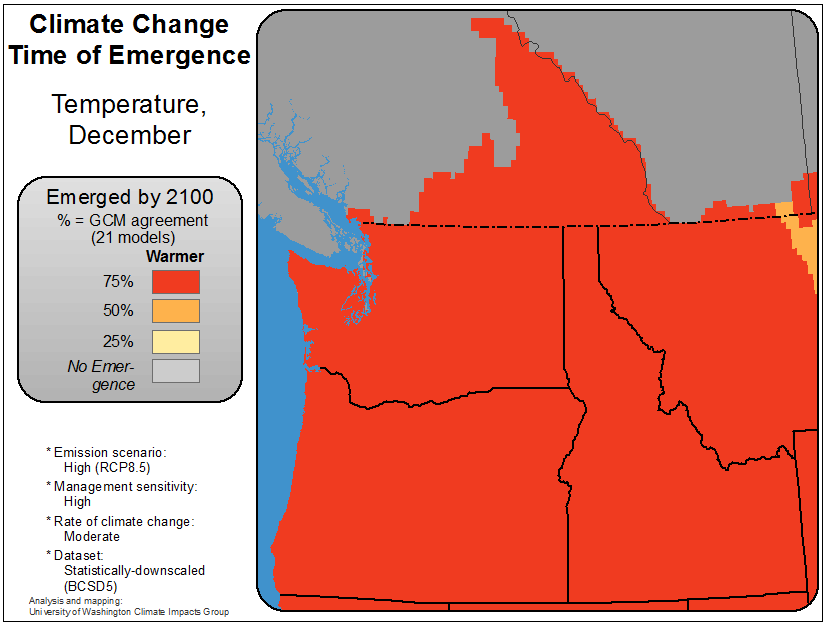 Climate Change
Time of Emergence
Temperature,
December
Emerged by 2100
% = GCM agreement
(21 models)
Warmer
75%
50%
25%
No Emer-
gence
* Emission scenario:
High (RCP8.5)
* Management sensitivity:
High
* Rate of climate change:
Moderate
* Dataset:
Statistically-downscaled
(BCSD5)
Analysis and mapping:
University of Washington Climate Impacts Group